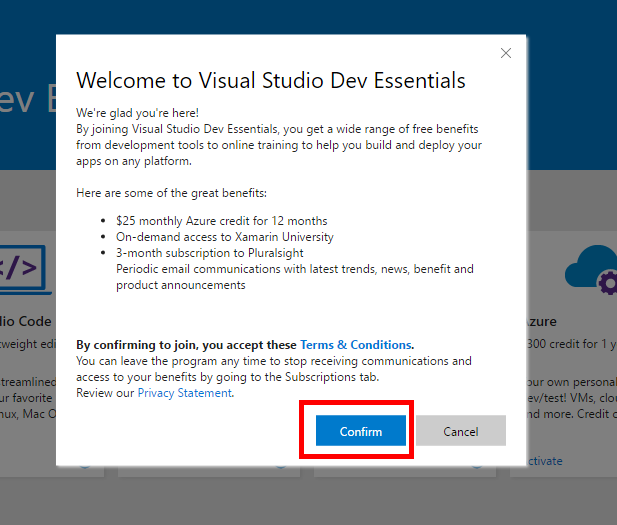 Welcome to Visual Studio Dev Essentials
We're glad you're here!
By joining Visual Studio Dev Essentials, you get a wide range of free benefits
from development tools to online training to help you build and deploy your
apps on any platform.
Here are some of the great benefits:
• $25 monthly Azure credit for 12 months
• On-demand access to Xamarin University
• 3-month subscription to Pluralsight
Periodic email communications with latest trends, news, benefit and
product announcements
By confirming to join, you accept these Terms & Conditions.
You can leave the program any time to stop receiving communications and
access to your benefits by going to the Subscriptions tab.
Review our Privacy Statement.
Confirm
Cancel
ev E
</>
dio Code
tweight edi
streamlined
ur favorite
nux, Mac O
Azure
300 credit for 1 y
our own personal
dev/test! VMs, clou
nd more. Credit c
ctivate